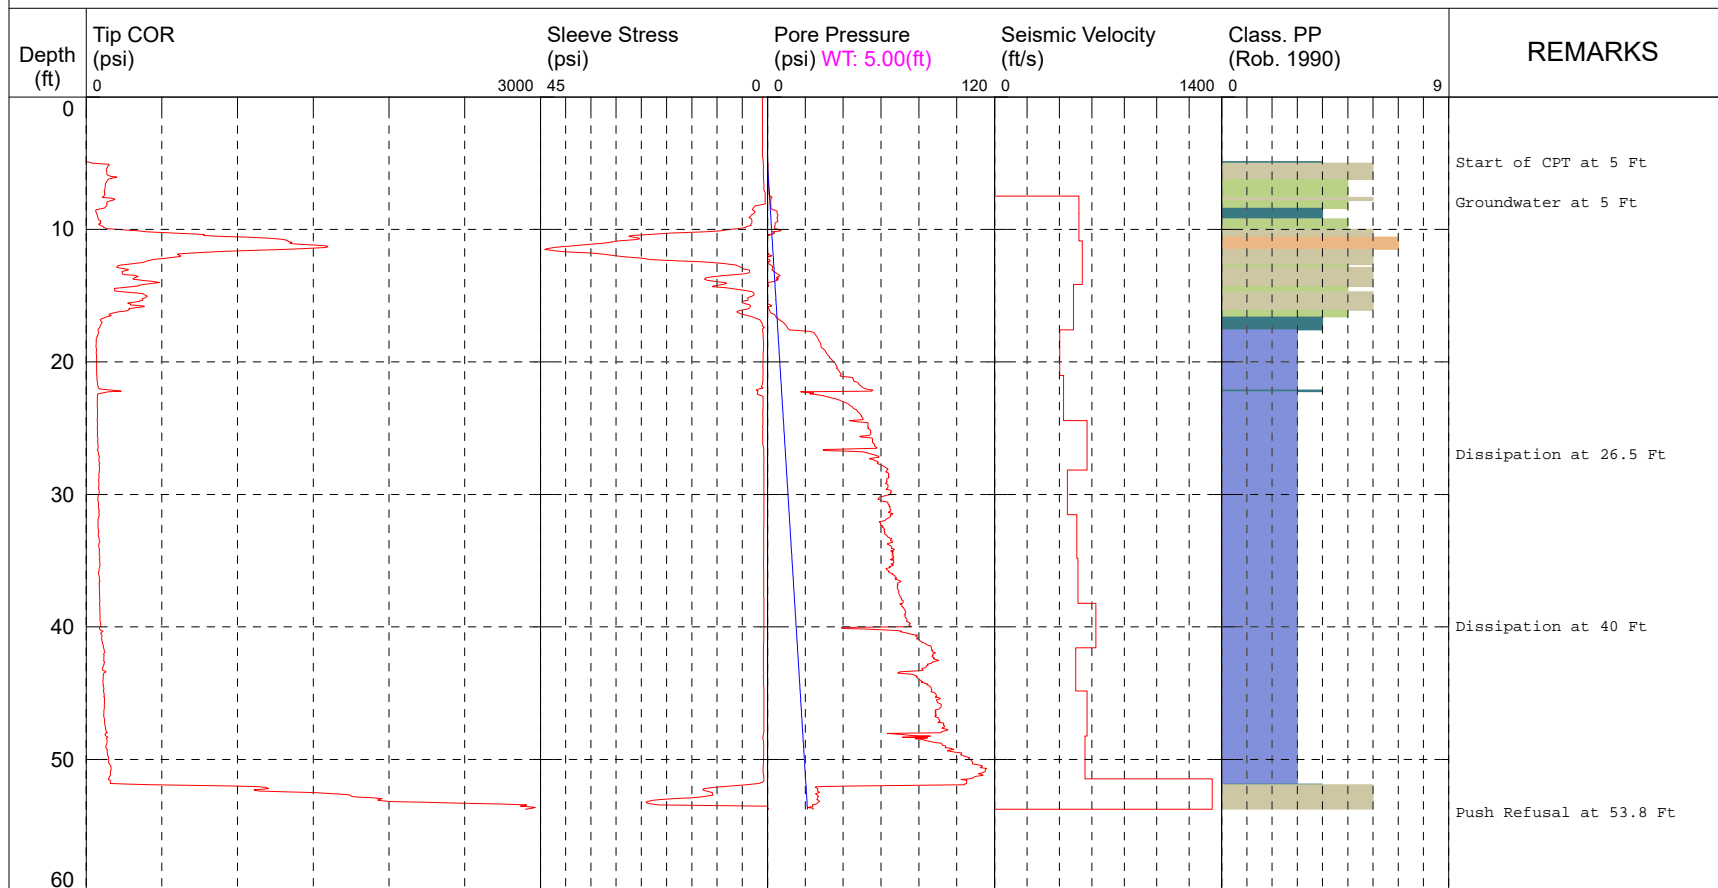 Depth
(ft)
Tip COR
(psi)
0 3000
Sleeve Stress
(psi)
45 0
Pore Pressure
(psi) WT: 5.00(ft)
0 120
Seismic Velocity
(ft/s)
0 1400
Class. PP
(Rob. 1990)
0 9
REMARKS
0
10
20
30
40
50
60
Start of CPT at 5 Ft
Groundwater at 5 Ft
Dissipation at 26.5 Ft
Dissipation at 40 Ft
Push Refusal at 53.8 Ft